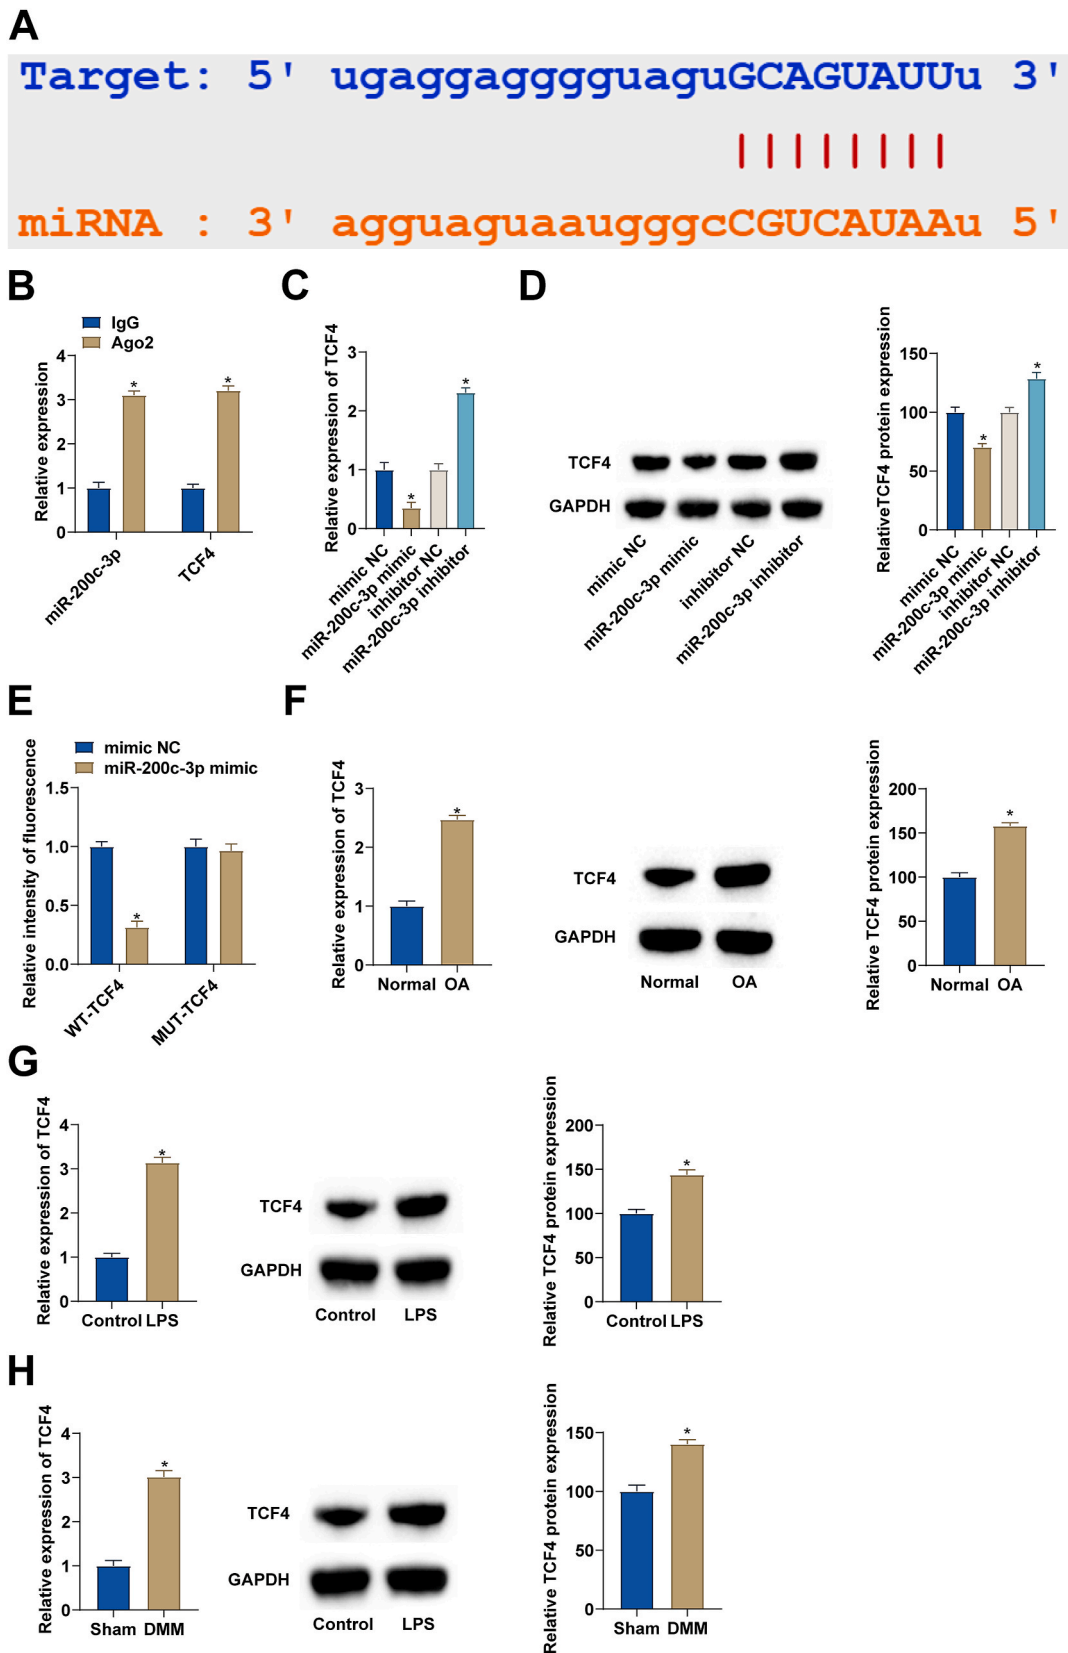 A
Target: 5' ugaggagggguaguGCAGUAUUu 3'
miRNA : 3' agguaguaaugggcCGUCAUAAu 5'
B
IgG
Ago2
Relative expression
4
3
2
1
0
*
*
miR-200c-3p
TCF4
C
Relative expression of TCF4
3
2
1
0
*
*
mimic NC
miR-200c-3p mimic
inhibitor NC
miR-200c-3p inhibitor
D
TCF4
GAPDH
mimic NC
miR-200c-3p mimic
inhibitor NC
miR-200c-3p inhibitor
RelativeTCF4 protein expression
150
100
50
0
*
*
mimic NC
miR-200c-3p mimic
inhibitor NC
miR-200c-3p inhibitor
E
mimic NC
miR-200c-3p mimic
Relative intensity of fluorescence
1.5
1.0
0.5
0.0
*
WT-TCF4
MUT-TCF4
F
Relative expression of TCF4
3
2
1
0
*
Normal OA
TCF4
GAPDH
Normal OA
Relative TCF4 protein expression
200
150
100
50
0
*
Normal OA
G
Relative expression of TCF4
4
3
2
1
0
*
Control LPS
TCF4
GAPDH
Control LPS
Relative TCF4 protein expression
200
150
100
50
0
*
Control LPS
H
Relative expression of TCF4
4
3
2
1
0
*
Sham DMM
TCF4
GAPDH
Control LPS
Relative TCF4 protein expression
150
100
50
0
*
Sham DMM